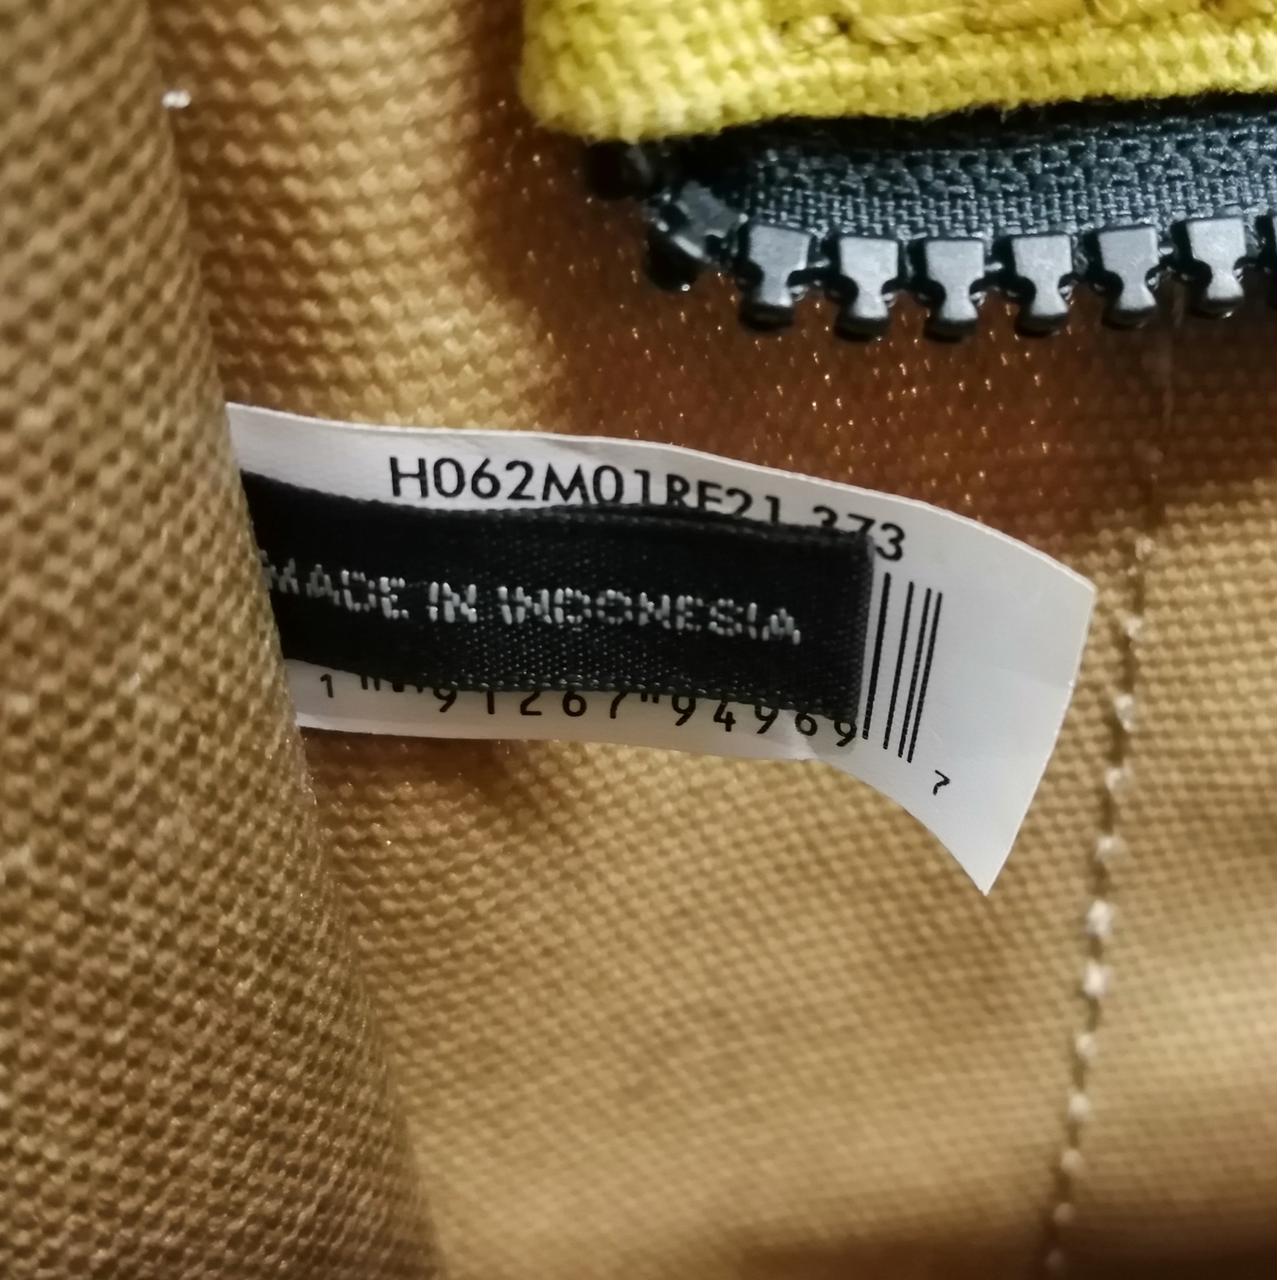 H062M01RE21 373
MADE IN INDONESIA
1 91267 94969 7